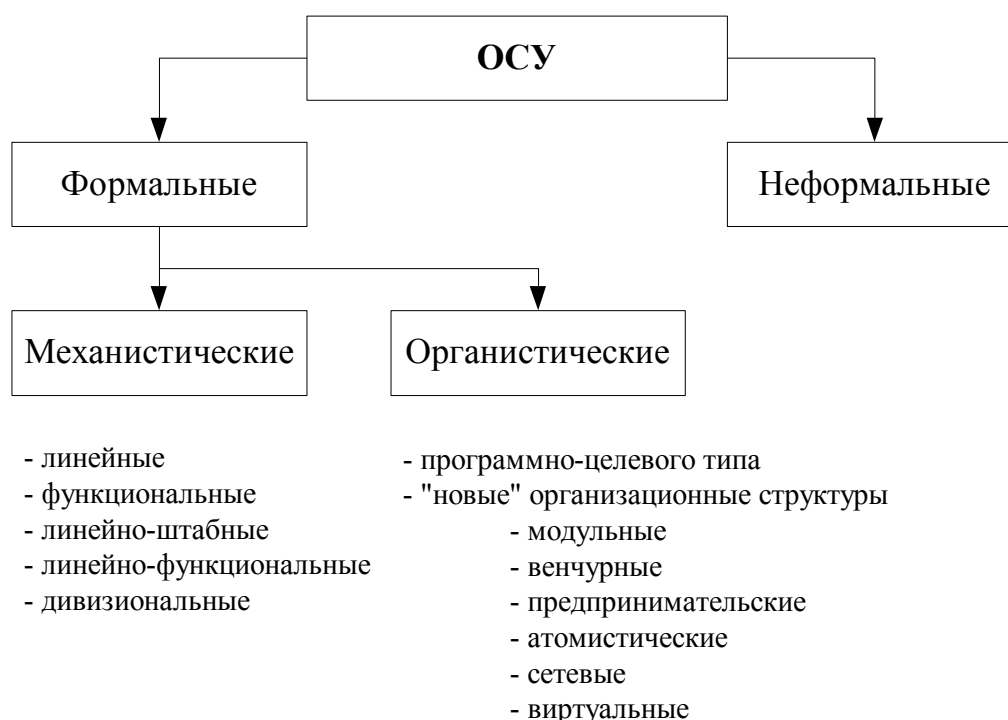 ОСУ
Формальные
Неформальные
Механистические
Органистические
- линейные
- функциональные
- линейно-штабные
- линейно-функциональные
- дивизиональные
- программно-целевого типа
- "новые" организационные структуры
- модульные
- венчурные
- предпринимательские
- атомистические
- сетевые
- виртуальные